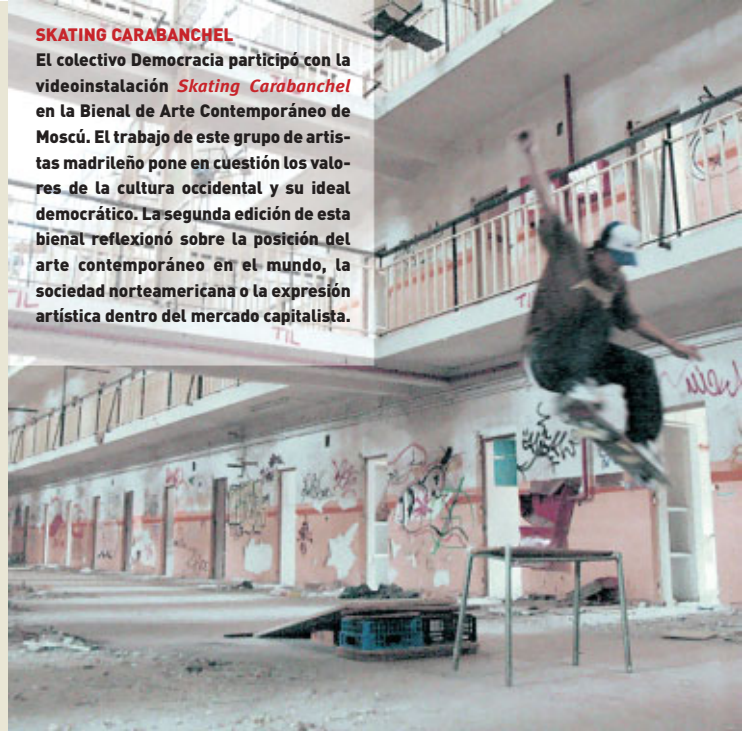 SKATING CARABANCHEL
El colectivo Democracia participó con la
videoinstalación Skating Carabanchel
en la Bienal de Arte Contemporáneo de
Moscú. El trabajo de este grupo de artis-
tas madrileño pone en cuestión los valo-
res de la cultura occidental y su ideal
democrático. La segunda edición de esta
bienal reflexionó sobre la posición del
arte contemporáneo en el mundo, la
sociedad norteamericana o la expresión
artística dentro del mercado capitalista.
TIL